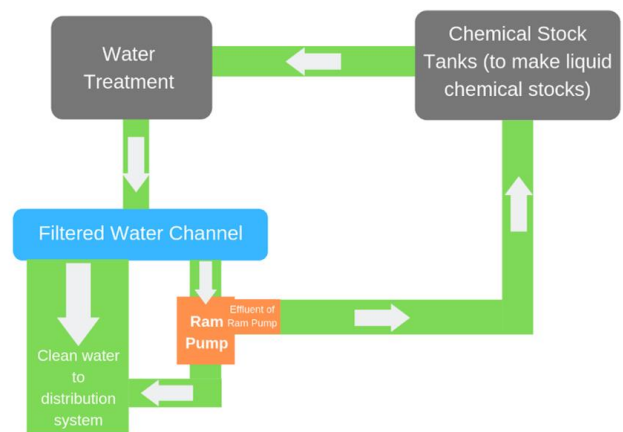 Water
Treatment
Chemical Stock
Tanks (to make liquid
chemical stocks)
Filtered Water Channel
Ram
Pump
Effluent of
Ram Pump
Clean water
to
distribution
system